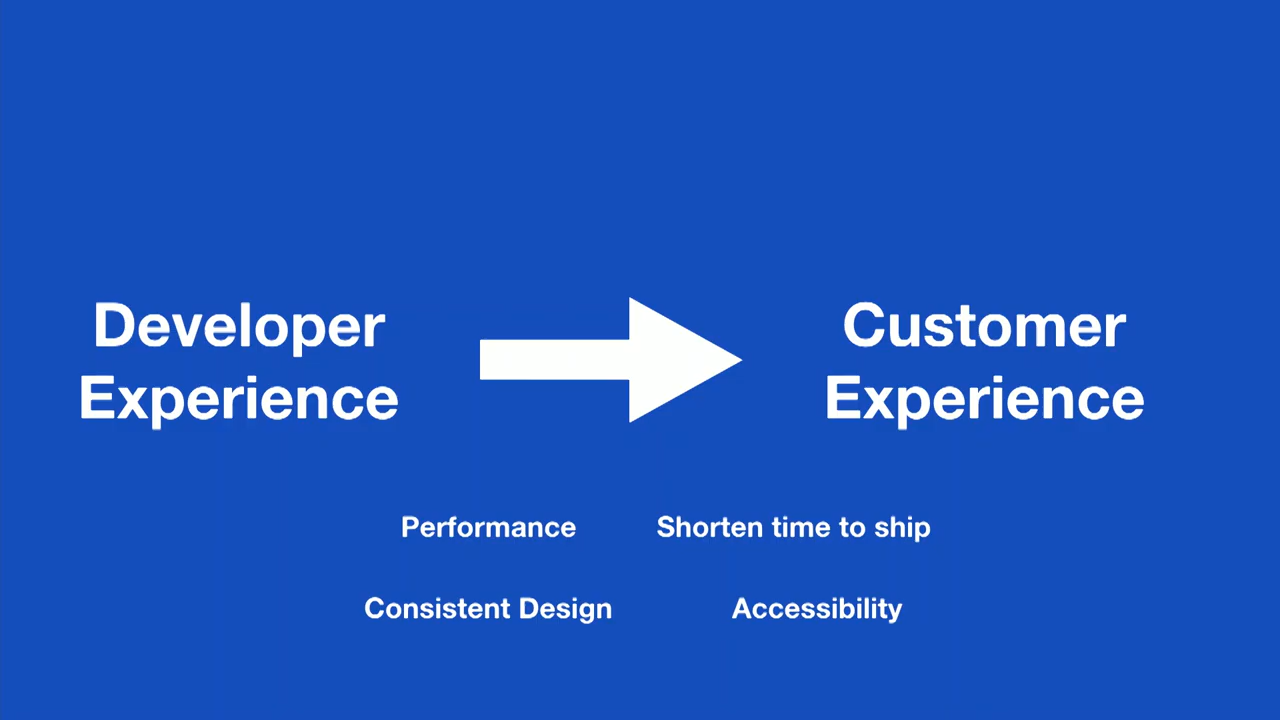 Developer
Experience
Customer
Experience
Performance
Shorten time to ship
Consistent Design
Accessibility